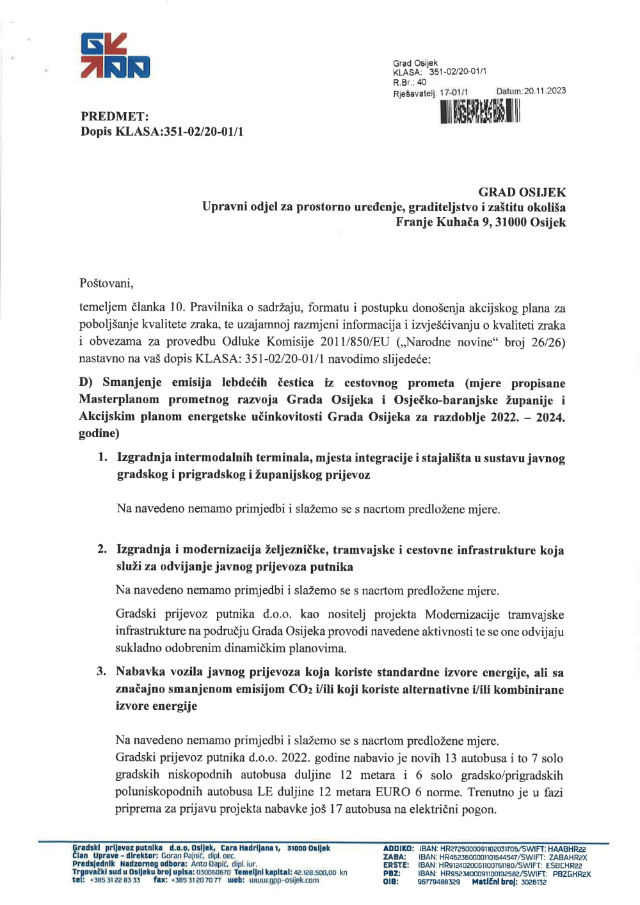 GK
APP
Grad Osijek
KLASA: 351-02/20-01/1
R.Br.: 40
Rješavatelj: 17-01/1 Datum:20.11.2023
PREDMET:
Dopis KLASA:351-02/20-01/1
GRAD OSIJEK
Upravni odjel za prostorno uređenje, graditeljstvo i zaštitu okoliša
Franje Kuhača 9, 31000 Osijek
Poštovani,
temeljem članka 10. Pravilnika o sadržaju, formatu i postupku donošenja akcijskog plana za
poboljšanje kvalitete zraka, te uzajamnoj razmjeni informacija i izvješćivanju o kvaliteti zraka
i obvezama za provedbu Odluke Komisije 2011/850/EU („Narodne novine“ broj 26/26)
nastavno na vaš dopis KLASA: 351-02/20-01/1 navodimo slijedeće:
D) Smanjenje emisija lebdećih čestica iz cestovnog prometa (mjere propisane
Masterplanom prometnog razvoja Grada Osijeka i Osječko-baranjske županije i
Akcijskim planom energetske učinkovitosti Grada Osijeka za razdoblje 2022. – 2024.
godine)
1. Izgradnja intermodalnih terminala, mjesta integracije i stajališta u sustavu javnog
gradskog i prigradskog i županijskog prijevoz
Na navedeno nemamo primjedbi i slažemo se s nacrtom predložene mjere.
2. Izgradnja i modernizacija željezničke, tramvajske i cestovne infrastrukture koja
služi za odvijanje javnog prijevoza putnika
Na navedeno nemamo primjedbi i slažemo se s nacrtom predložene mjere.
Gradski prijevoz putnika d.o.o. kao nositelj projekta Modernizacije tramvajske
infrastrukture na području Grada Osijeka provodi navedene aktivnosti te se one odvijaju
sukladno odobrenim dinamičkim planovima.
3. Nabavka vozila javnog prijevoza koja koriste standardne izvore energije, ali sa
značajno smanjenom emisijom CO2 i/ili koji koriste alternativne i/ili kombinirane
izvore energije
Na navedeno nemamo primjedbi i slažemo se s nacrtom predložene mjere.
Gradski prijevoz putnika d.o.o. 2022. godine nabavio je novih 13 autobusa i to 7 solo
gradskih niskopodnih autobusa duljine 12 metara i 6 solo gradsko/prigradskih
poluniskopodnih autobusa LE duljine 12 metara EURO 6 norme. Trenutno je u fazi
priprema za prijavu projekta nabavke još 17 autobusa na električni pogon.
Gradski prijevoz putnika d.o.o. Osijek, Cara Hadrijana 1, 31000 Osijek
Član Uprave – direktor: Goran Pajnić, dipl. oec.
Predsjednik Nadzornog odbora: Anto Đapić, dipl. iur.
Trgovački sud u Osijeku broj upisa: 030060670 Temeljni kapital: 42.128.500,00 kn
tel: +385 31 22 83 33 fax: +385 31 20 70 77 web: www.gpp-osijek.com
ADDIKO: IBAN: HR2725000091102031705/SWIFT: HAABHR22
ZABA: IBAN: HR4623600001101544547/SWIFT: ZABAHR2X
ERSTE: IBAN: HR9124020061100761180/SWIFT: ESBCHR22
PBZ: IBAN: HR9523400091100102582/SWIFT: PBZGHR2X
OIB: 96779488329 Matični broj: 3026132